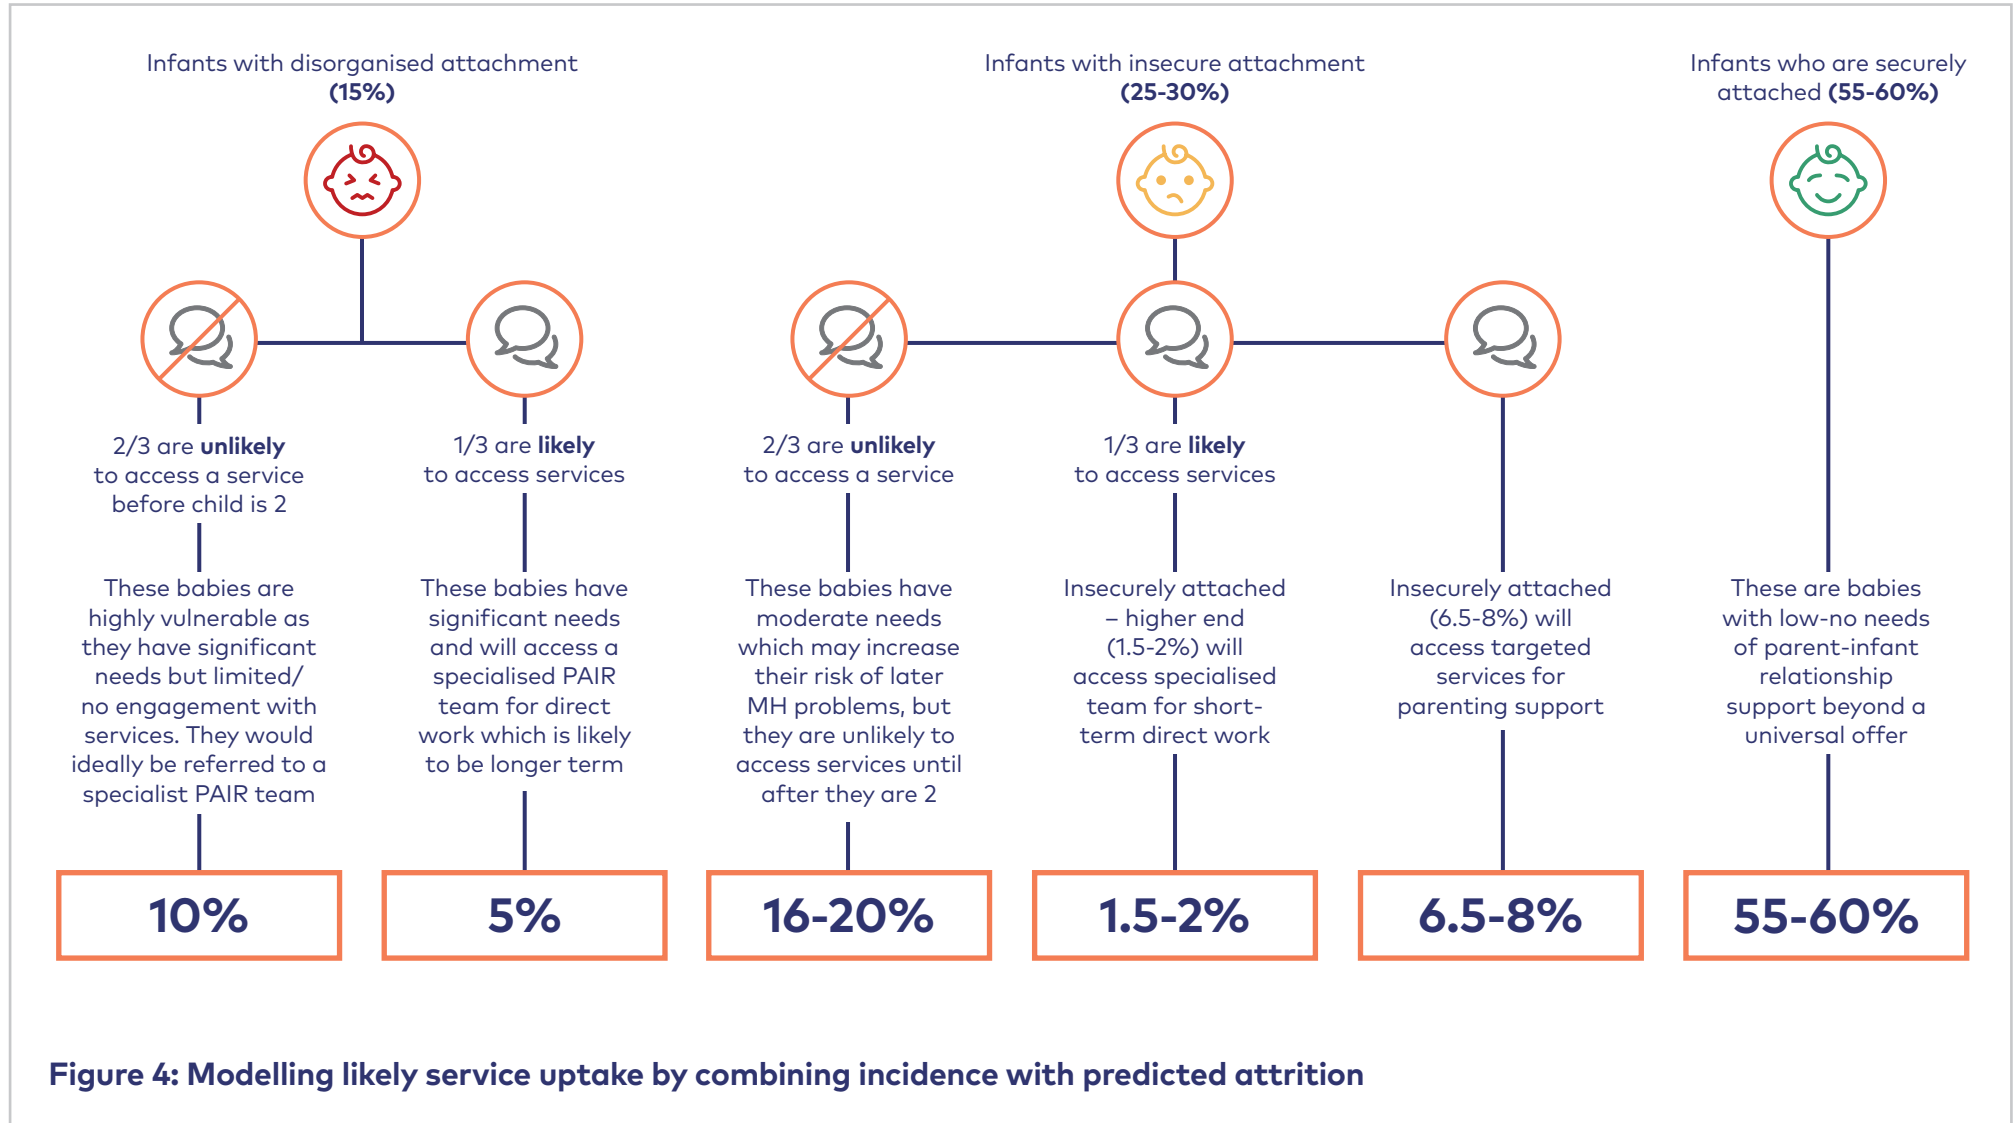 Infants with disorganised attachment
(15%)
Infants with insecure attachment
(25-30%)
Infants who are securely
attached (55-60%)
2/3 are unlikely
to access a service
before child is 2
1/3 are likely
to access services
2/3 are unlikely
to access a service
1/3 are likely
to access services
These babies are
highly vulnerable as
they have significant
needs but limited/
no engagement with
services. They would
ideally be referred to a
specialist PAIR team
These babies have
significant needs
and will access a
specialised PAIR
team for direct
work which is likely
to be longer term
These babies have
moderate needs
which may increase
their risk of later
MH problems, but
they are unlikely to
access services until
after they are 2
Insecurely attached
– higher end
(1.5-2%) will
access specialised
team for short-
term direct work
Insecurely attached
(6.5-8%) will
access targeted
services for
parenting support
These are babies
with low-no needs
of parent-infant
relationship
support beyond a
universal offer
10%
5%
16-20%
1.5-2%
6.5-8%
55-60%
Figure 4: Modelling likely service uptake by combining incidence with predicted attrition